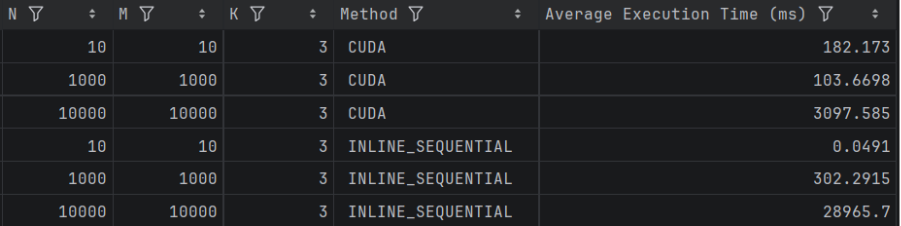 N M K Method Average Execution Time (ms)
10 10 3 CUDA 182.173
1000 1000 3 CUDA 103.6698
10000 10000 3 CUDA 3097.585
10 10 3 INLINE_SEQUENTIAL 0.0491
1000 1000 3 INLINE_SEQUENTIAL 302.2915
10000 10000 3 INLINE_SEQUENTIAL 28965.7